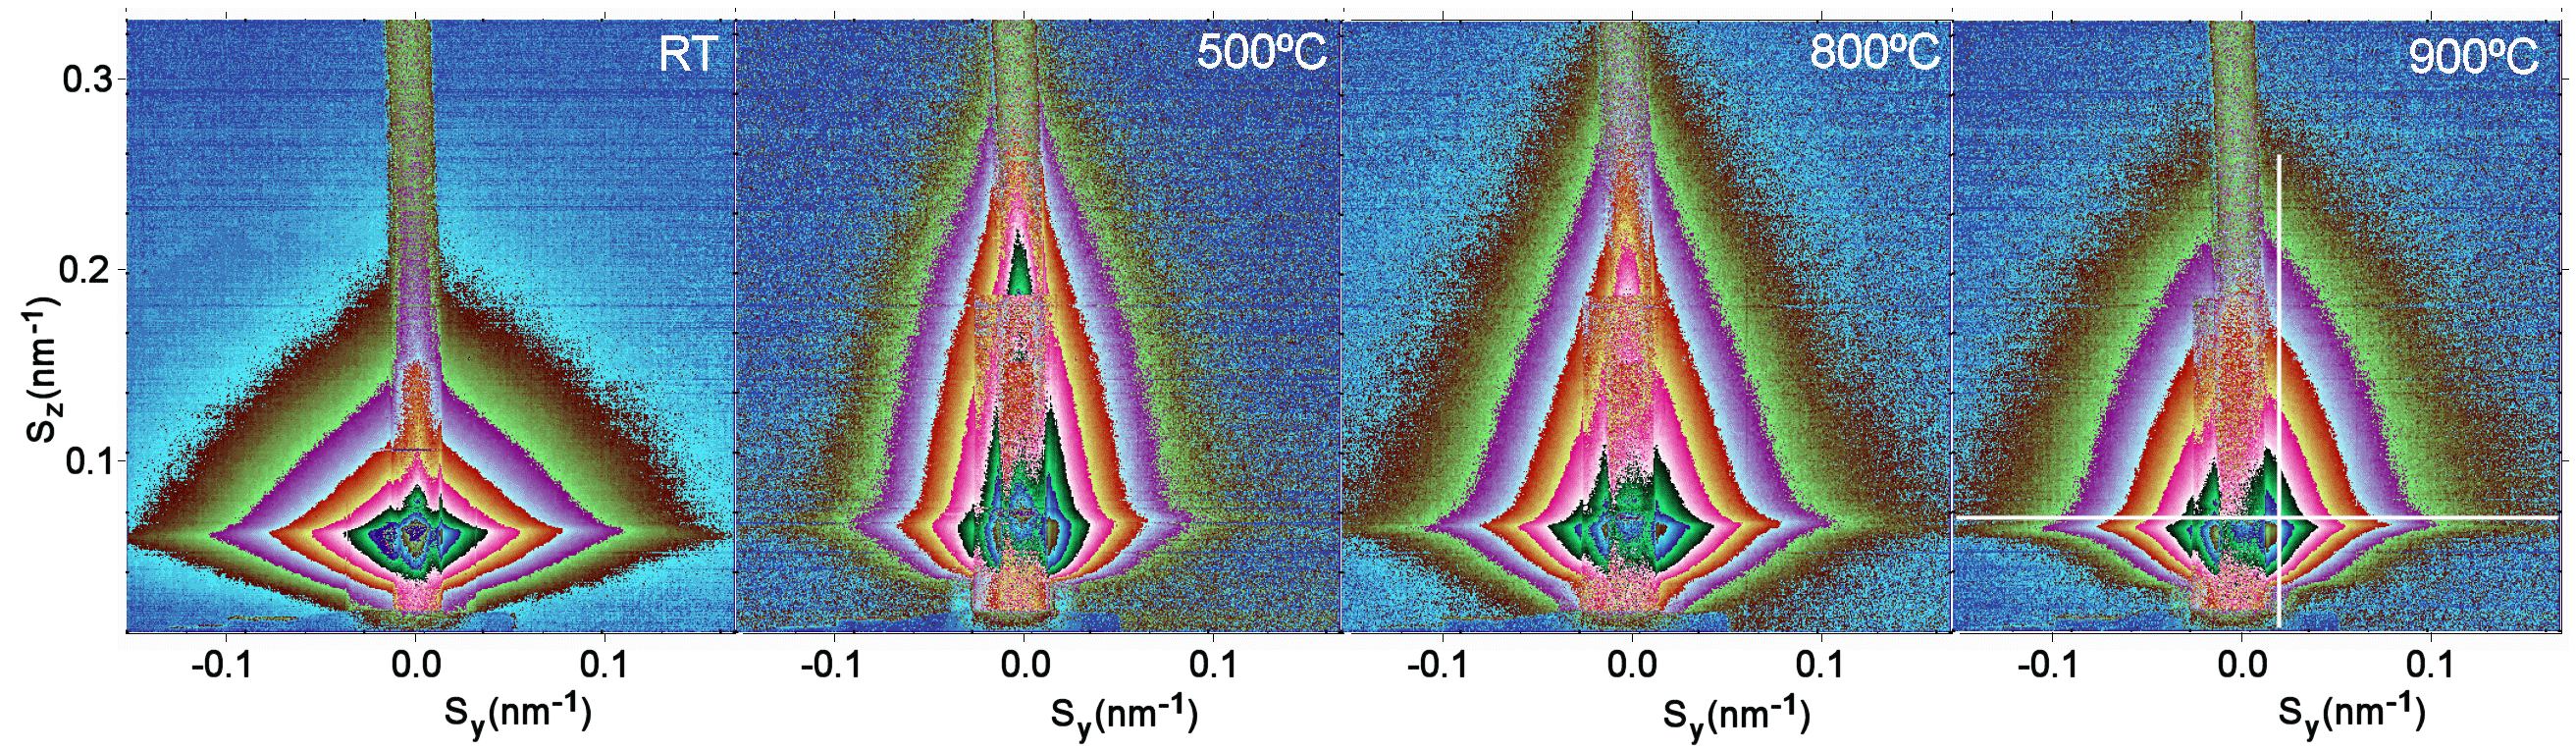 RT 500ºC 800ºC 900ºC
0.3
0.2
0.1
Sz(nm-1)
-0.1 0.0 0.1 -0.1 0.0 0.1 -0.1 0.0 0.1 -0.1 0.0 0.1
Sy(nm-1) Sy(nm-1) Sy(nm-1) Sy(nm-1)